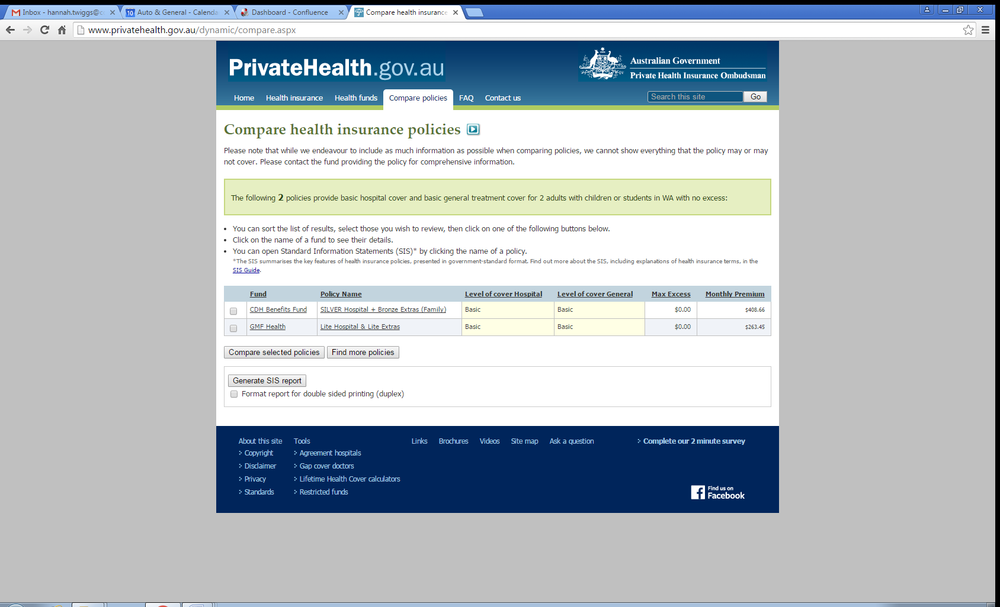 Inbox - hannah.twiggs@c
Auto & General - Calenda
Dashboard - Confluence
Compare health insurance
www.privatehealth.gov.au/dynamic/compare.aspx
PrivateHealth.gov.au
Australian Government
Private Health Insurance Ombudsman
Home Health insurance Health funds Compare policies FAQ Contact us
Search this site Go
Compare health insurance policies
Please note that while we endeavour to include as much information as possible when comparing policies, we cannot show everything that the policy may or may
not cover. Please contact the fund providing the policy for comprehensive information.
The following 2 policies provide basic hospital cover and basic general treatment cover for 2 adults with children or students in WA with no excess:
• You can sort the list of results, select those you wish to review, then click on one of the following buttons below.
• Click on the name of a fund to see their details.
• You can open Standard Information Statements (SIS)* by clicking the name of a policy.
*The SIS summarises the key features of health insurance policies, presented in government-standard format. Find out more about the SIS, including explanations of health insurance terms, in the
SIS Guide.
Fund Policy Name Level of cover Hospital Level of cover General Max Excess Monthly Premium
CDH Benefits Fund SILVER Hospital + Bronze Extras (Family) Basic Basic $0.00 $408.66
GMF Health Lite Hospital & Lite Extras Basic Basic $0.00 $263.45
Compare selected policies Find more policies
Generate SIS report
Format report for double sided printing (duplex)
About this site Tools Links Brochures Videos Site map Ask a question Complete our 2 minute survey
Copyright Agreement hospitals
Disclaimer Gap cover doctors
Privacy Lifetime Health Cover calculators
Standards Restricted funds
Find us on
Facebook